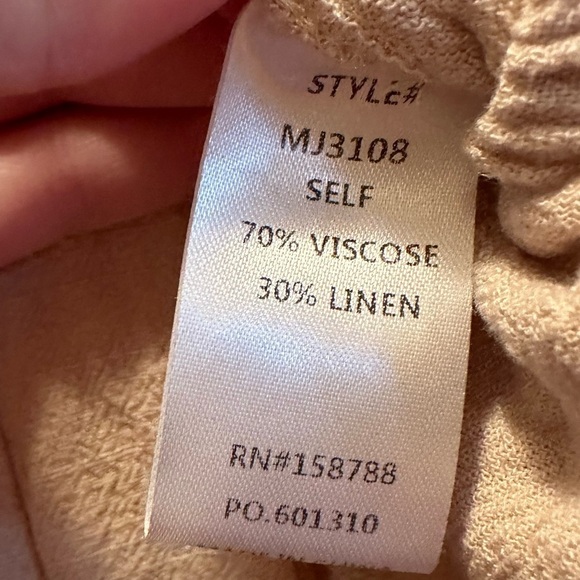 STYLE#
MJ3108
SELF
70% VISCOSE
30% LINEN
RN#158788
PO.601310